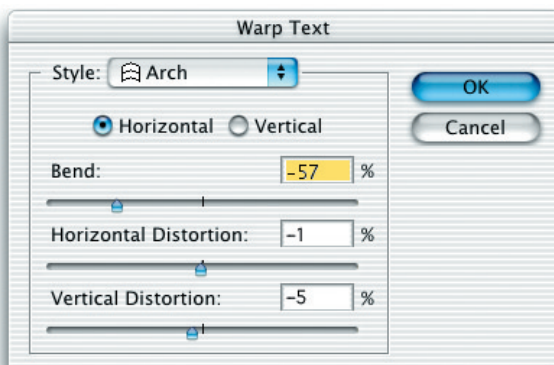 Warp Text
Style: Arch
OK
Horizontal Vertical
Cancel
Bend: -57 %
Horizontal Distortion: -1 %
Vertical Distortion: -5 %